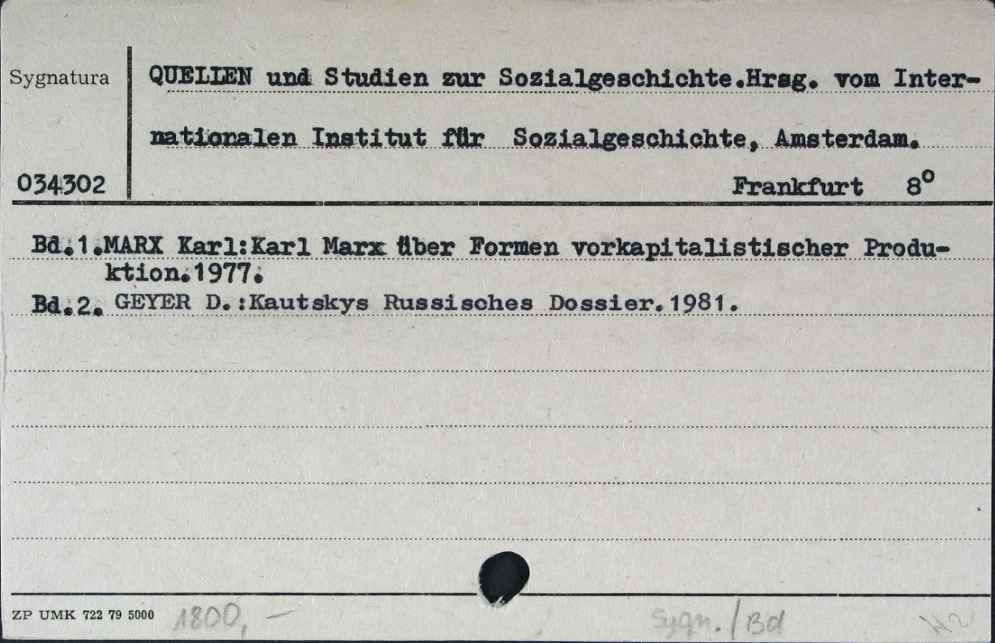 Sygnatura
QUELLEN und Studien zur Sozialgeschichte.Hrsg. vom Inter-
nationalen Institut für Sozialgeschichte, Amsterdam.
034302
Frankfurt 8°
Bd.1.MARX Karl:Karl Marx über Formen vorkapitalistischer Produ-
ktion.1977.
Bd.2. GEYER D.:Kautskys Russisches Dossier.1981.
ZP UMK 722 79 5000 1800,— Sygn./Bd